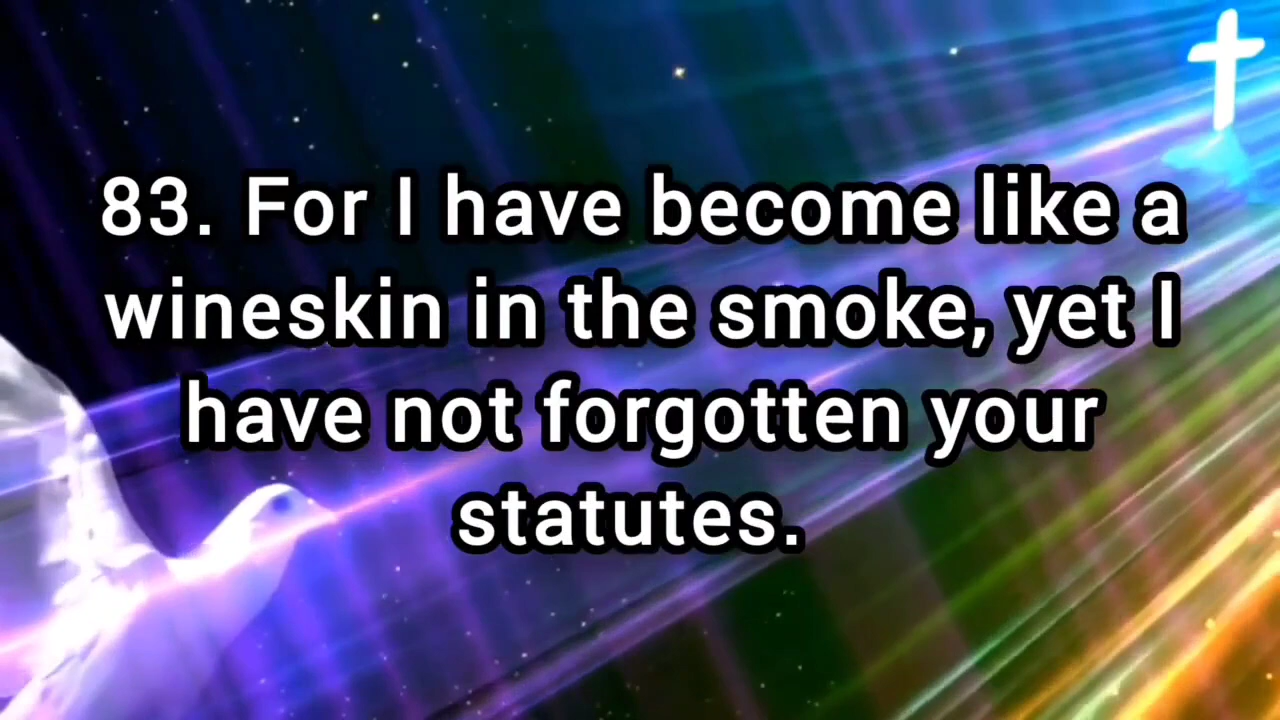 83. For I have become like a
wineskin in the smoke, yet I
have not forgotten your
statutes.